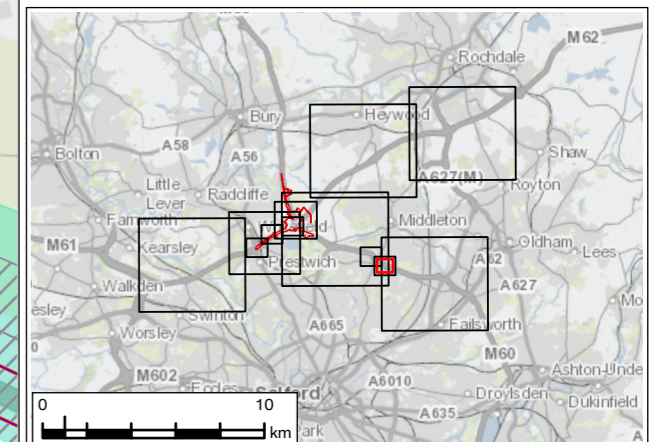 Rochdale
M 62
Bury
Heywood
A58
Bolton
A56
Shaw
A627(M)
Little
Lever
Radcliffe
Royton
Farnworth
Middleton
M61
Kearsley
Oldham
Lees
Prestwich
A62
Walkden
A627
esley
Swinton
Worsley
A665
Failsworth
M60
M602
Ashton-Unde
Eccles
Salford
A6010
Droylsden
Dukinfield
A635
Park
0
10
km